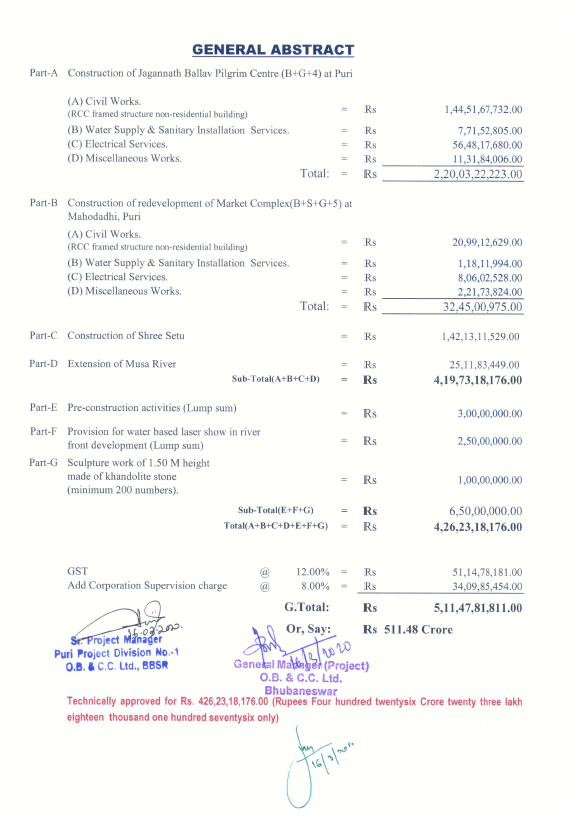 GENERAL ABSTRACT
Part-A Construction of Jagannath Ballav Pilgrim Centre (B+G+4) at Puri
(A) Civil Works.
(RCC framed structure non-residential building) = Rs 1,44,51,67,732.00
(B) Water Supply & Sanitary Installation Services. = Rs 7,71,52,805.00
(C) Electrical Services. = Rs 56,48,17,680.00
(D) Miscellaneous Works. = Rs 11,31,84,006.00
Total: = Rs 2,20,03,22,223.00
Part-B Construction of redevelopment of Market Complex(B+S+G+5) at
Mahodadhi, Puri
(A) Civil Works.
(RCC framed structure non-residential building) = Rs 20,99,12,629.00
(B) Water Supply & Sanitary Installation Services. = Rs 1,18,11,994.00
(C) Electrical Services. = Rs 8,06,02,528.00
(D) Miscellaneous Works. = Rs 2,21,73,824.00
Total: = Rs 32,45,00,975.00
Part-C Construction of Shree Setu = Rs 1,42,13,11,529.00
Part-D Extension of Musa River = Rs 25,11,83,449.00
Sub-Total(A+B+C+D) = Rs 4,19,73,18,176.00
Part-E Pre-construction activities (Lump sum) = Rs 3,00,00,000.00
Part-F Provision for water based laser show in river
front development (Lump sum) = Rs 2,50,00,000.00
Part-G Sculpture work of 1.50 M height
made of khandolite stone = Rs 1,00,00,000.00
(minimum 200 numbers).
Sub-Total(E+F+G) = Rs 6,50,00,000.00
Total(A+B+C+D+E+F+G) = Rs 4,26,23,18,176.00
GST @ 12.00% = Rs 51,14,78,181.00
Add Corporation Supervision charge @ 8.00% = Rs 34,09,85,454.00
G.Total: Rs 5,11,47,81,811.00
Or, Say: Rs 511.48 Crore
16.03.2020.
Sr. Project Manager
Puri Project Division No.-1
O.B. & C.C. Ltd., BBSR
16/3/2020
General Manager (Project)
O.B. & C.C. Ltd.
Bhubaneswar
Technically approved for Rs. 426,23,18,176.00 (Rupees Four hundred twentysix Crore twenty three lakh
eighteen thousand one hundred seventysix only)
16/3/20